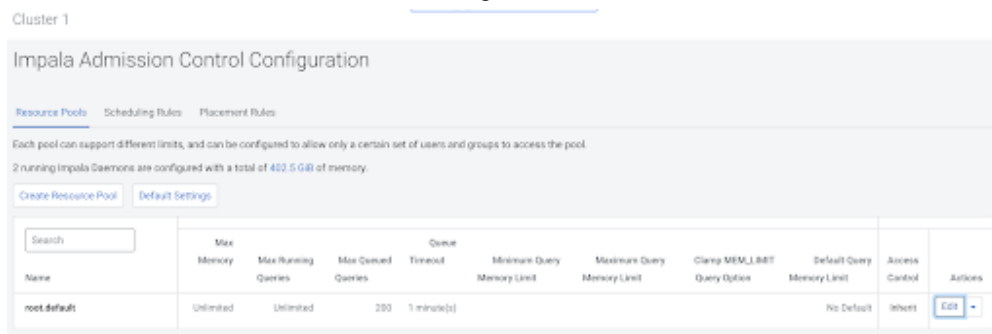 Cluster 1
Impala Admission Control Configuration
Resource Pools Scheduling Rules Placement Rules
Each pool can support different limits, and can be configured to allow only a certain set of users and groups to access the pool.
2 running Impala Daemons are configured with a total of 402.5 GiB of memory.
Create Resource Pool Default Settings
Search
Name
Max Memory
Max Running Queries
Max Queued Queries
Queue Timeout
Minimum Query Memory Limit
Maximum Query Memory Limit
Clamp MEM_LIMIT Query Option
Default Query Memory Limit
Access Control
Actions
root.default Unlimited Unlimited 200 1 minute(s) No Default Inherit Edit